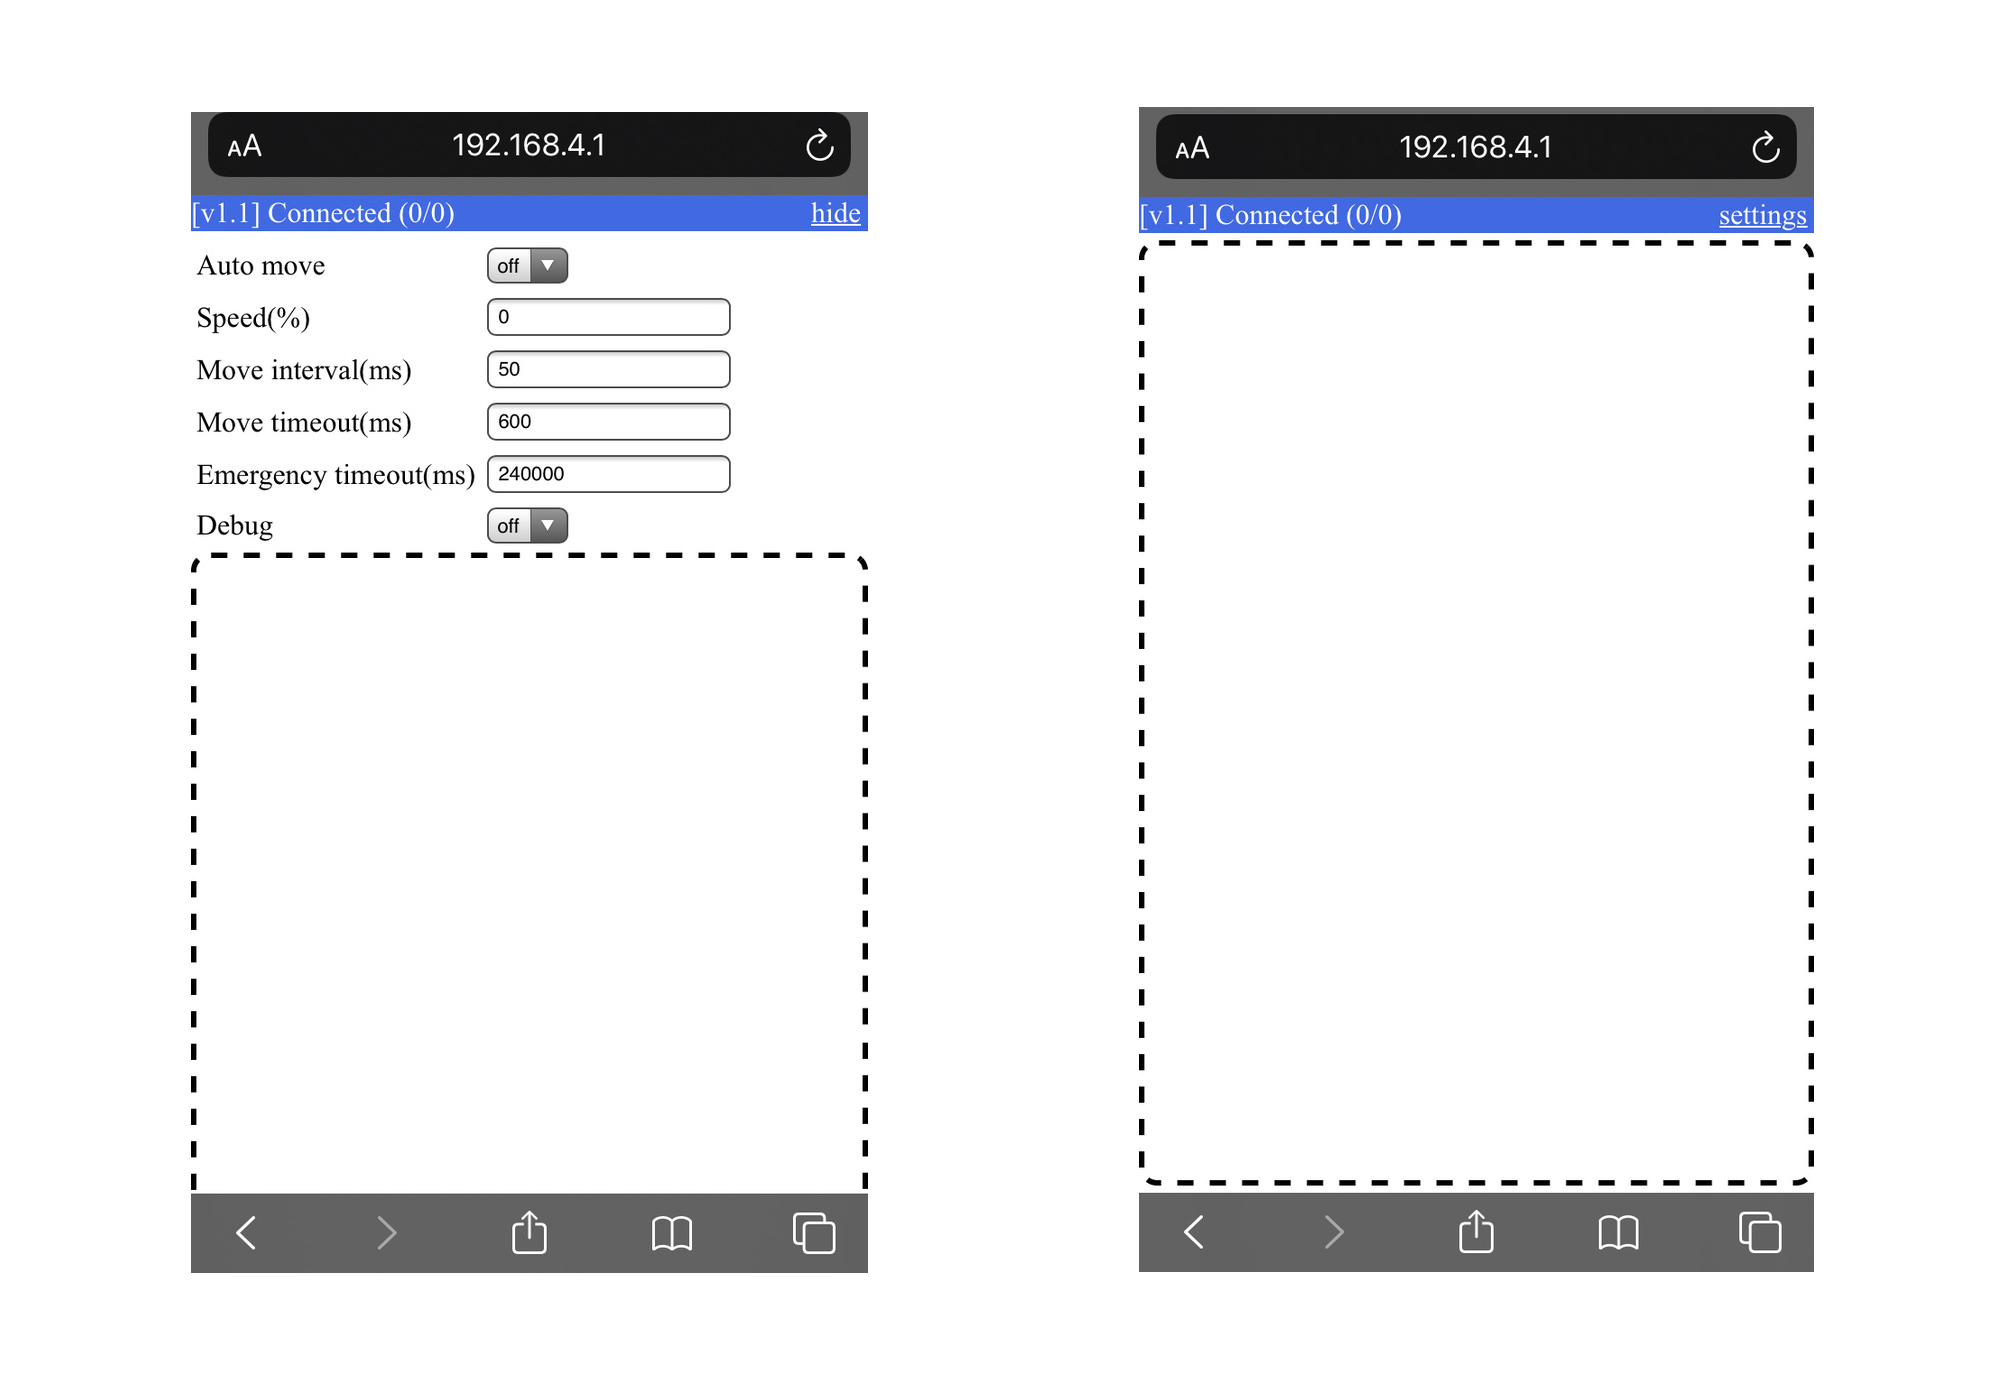 AA 192.168.4.1
[v1.1] Connected (0/0) hide
Auto move off
Speed(%) 0
Move interval(ms) 50
Move timeout(ms) 600
Emergency timeout(ms) 240000
Debug off
AA 192.168.4.1
[v1.1] Connected (0/0) settings